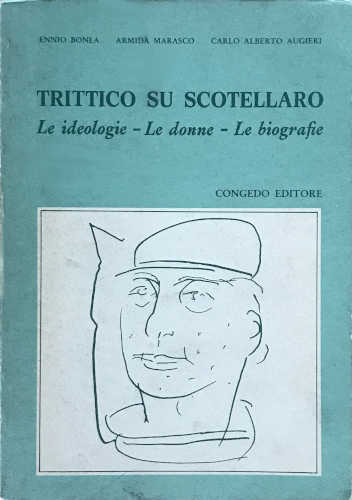 ENNIO BONEA ARMIDA MARASCO CARLO ALBERTO AUGIERI
TRITTICO SU SCOTELLARO
Le ideologie - Le donne - Le biografie
CONGEDO EDITORE